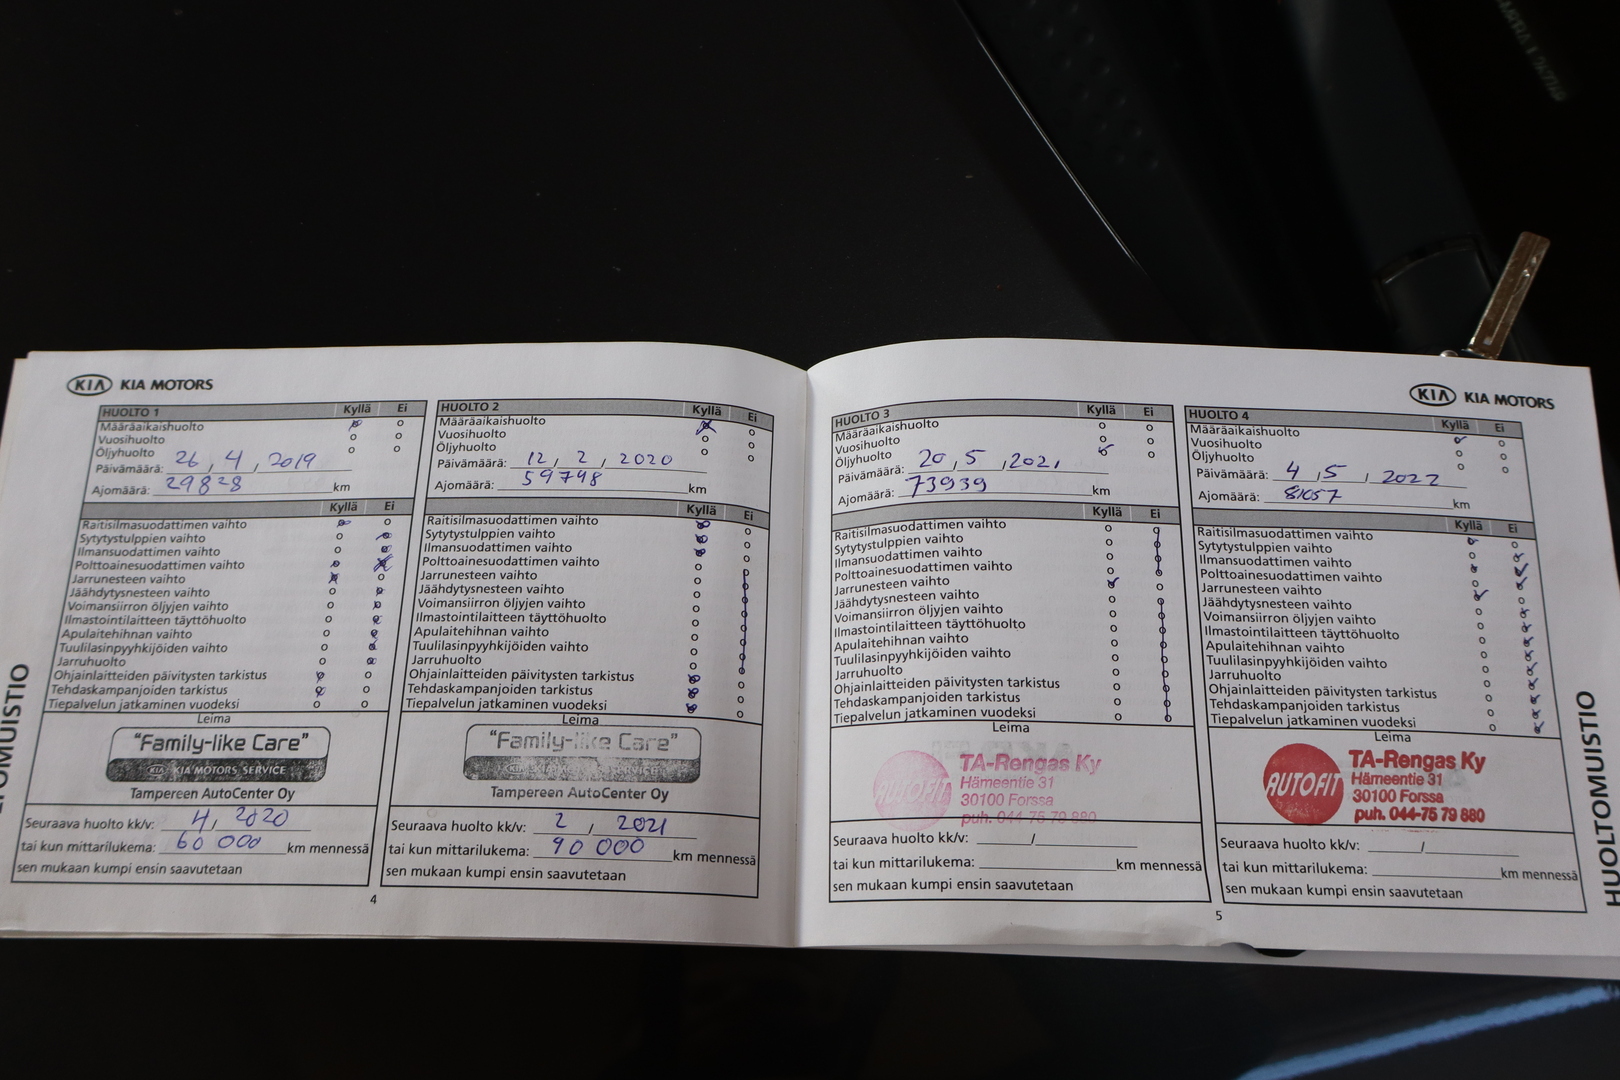 KIA KIA MOTORS
HUOLTO 1 Kyllä Ei
Määräaikaishuolto
Vuosihuolto
Öljyhuolto
Päivämäärä: 26, 4, 2019
Ajomäärä: 29828 km
Kyllä Ei
Raitisilmasuodattimen vaihto
Sytytystulppien vaihto
Ilmansuodattimen vaihto
Polttoainesuodattimen vaihto
Jarrunesteen vaihto
Jäähdytysnesteen vaihto
Voimansiirron öljyjen vaihto
Ilmastointilaitteen täyttöhuolto
Apulaitehihnan vaihto
Tuulilasinpyyhkijöiden vaihto
Jarruhuolto
Ohjainlaitteiden päivitysten tarkistus
Tehdaskampanjoiden tarkistus
Tiepalvelun jatkaminen vuodeksi
Leima
"Family-like Care"
KIA KIA MOTORS SERVICE
Tampereen AutoCenter Oy
Seuraava huolto kk/v: 4, 2020
tai kun mittarilukema: 60 000 km mennessä
sen mukaan kumpi ensin saavutetaan
4
HUOLTO 2 Kyllä Ei
Määräaikaishuolto
Vuosihuolto
Öljyhuolto
Päivämäärä: 12, 2, 2020
Ajomäärä: 59798 km
Kyllä Ei
Raitisilmasuodattimen vaihto
Sytytystulppien vaihto
Ilmansuodattimen vaihto
Polttoainesuodattimen vaihto
Jarrunesteen vaihto
Jäähdytysnesteen vaihto
Voimansiirron öljyjen vaihto
Ilmastointilaitteen täyttöhuolto
Apulaitehihnan vaihto
Tuulilasinpyyhkijöiden vaihto
Jarruhuolto
Ohjainlaitteiden päivitysten tarkistus
Tehdaskampanjoiden tarkistus
Tiepalvelun jatkaminen vuodeksi
Leima
"Family-like Care"
Tampereen AutoCenter Oy
Seuraava huolto kk/v: 2, 2021
tai kun mittarilukema: 90 000 km mennessä
sen mukaan kumpi ensin saavutetaan
HUOLTO 3 Kyllä Ei
Määräaikaishuolto
Vuosihuolto
Öljyhuolto
Päivämäärä: 20, 5, 2021
Ajomäärä: 73939 km
Kyllä Ei
Raitisilmasuodattimen vaihto
Sytytystulppien vaihto
Ilmansuodattimen vaihto
Polttoainesuodattimen vaihto
Jarrunesteen vaihto
Jäähdytysnesteen vaihto
Voimansiirron öljyjen vaihto
Ilmastointilaitteen täyttöhuolto
Apulaitehihnan vaihto
Tuulilasinpyyhkijöiden vaihto
Jarruhuolto
Ohjainlaitteiden päivitysten tarkistus
Tehdaskampanjoiden tarkistus
Tiepalvelun jatkaminen vuodeksi
Leima
AUTOFIT
TA-Rengas Ky
Hämeentie 31
30100 Forssa
puh. 044-75 79 880
Seuraava huolto kk/v: /
tai kun mittarilukema: km mennessä
sen mukaan kumpi ensin saavutetaan
5
KIA KIA MOTORS
HUOLTO 4 Kyllä Ei
Määräaikaishuolto
Vuosihuolto
Öljyhuolto
Päivämäärä: 4, 5, 2022
Ajomäärä: 81057 km
Kyllä Ei
Raitisilmasuodattimen vaihto
Sytytystulppien vaihto
Ilmansuodattimen vaihto
Polttoainesuodattimen vaihto
Jarrunesteen vaihto
Jäähdytysnesteen vaihto
Voimansiirron öljyjen vaihto
Ilmastointilaitteen täyttöhuolto
Apulaitehihnan vaihto
Tuulilasinpyyhkijöiden vaihto
Jarruhuolto
Ohjainlaitteiden päivitysten tarkistus
Tehdaskampanjoiden tarkistus
Tiepalvelun jatkaminen vuodeksi
Leima
AUTOFIT
TA-Rengas Ky
Hämeentie 31
30100 Forssa
puh. 044-75 79 880
Seuraava huolto kk/v: /
tai kun mittarilukema: km mennessä
sen mukaan kumpi ensin saavutetaan
HUOLTOMUISTIO